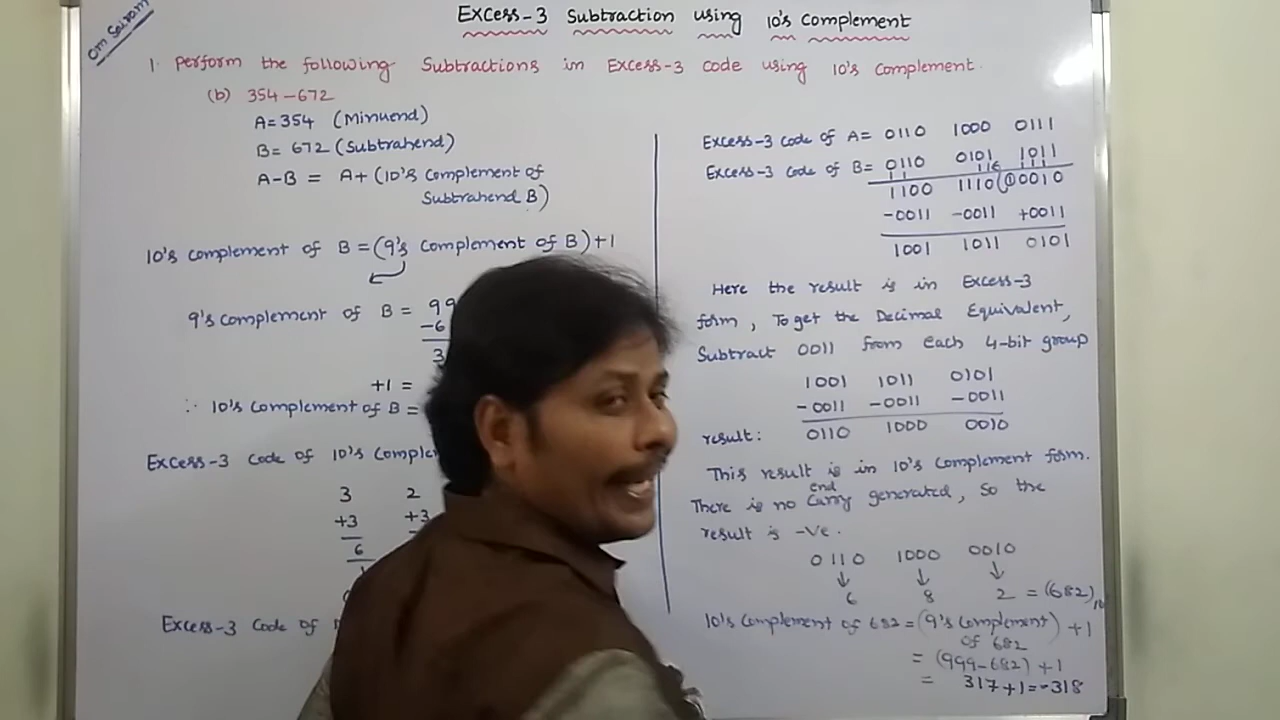 om Sairam
Excess-3 Subtraction using 10's Complement
1. Perform the following Subtractions in Excess-3 code using 10's Complement.
(b) 354-672
A=354 (Minuend)
B= 672 (Subtrahend)
A-B = A+(10's Complement of
Subtrahend B)
10's complement of B=(9's Complement of B)+1
9's complement of B= 99
-6
3
+1 =
∴ 10's Complement of B=
Excess-3 Code of 10's
3 2
+3 +3
6
Excess-3 Code of
Excess-3 Code of A= 0110 1000 0111
Excess-3 Code of B= 0110 0101 1011
1100 1110 ① 0010
-0011 -0011 +0011
1001 1011 0101
Here the result is in Excess-3
form, To get the Decimal Equivalent,
Subtract 0011 from each 4-bit group
1001 1011 0101
-0011 -0011 -0011
result: 0110 1000 0010
This result is in 10's Complement form.
There is no end Carry generated, so the
result is -Ve.
0110 1000 0010
↓ ↓ ↓
6 8 2 = (682)10
10's Complement of 682=(9's Complement) +1
of 682
= (999-682) +1
= 317+1=-318